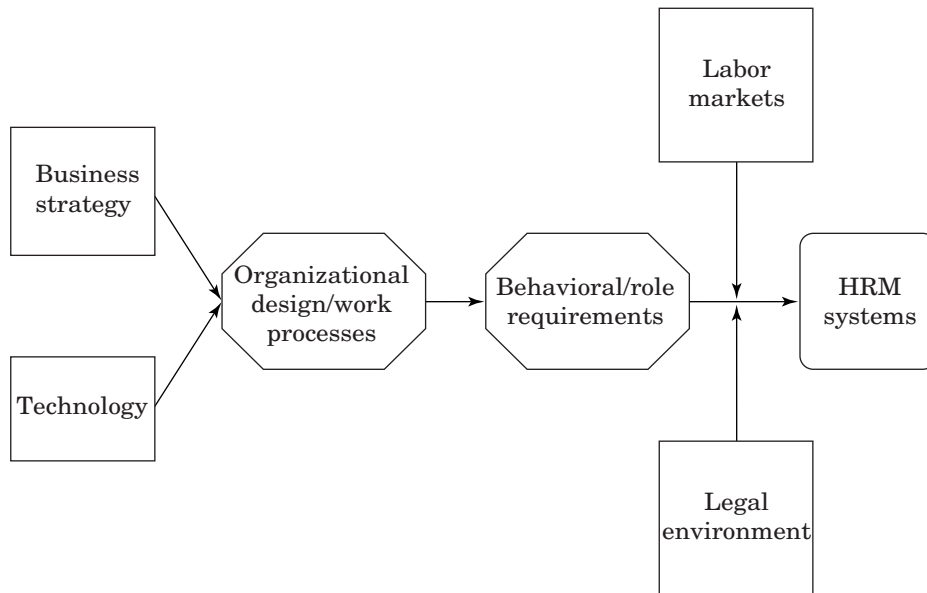 Labor
markets
Business
strategy
Organizational
design/work
processes
Behavioral/role
requirements
HRM
systems
Technology
Legal
environment